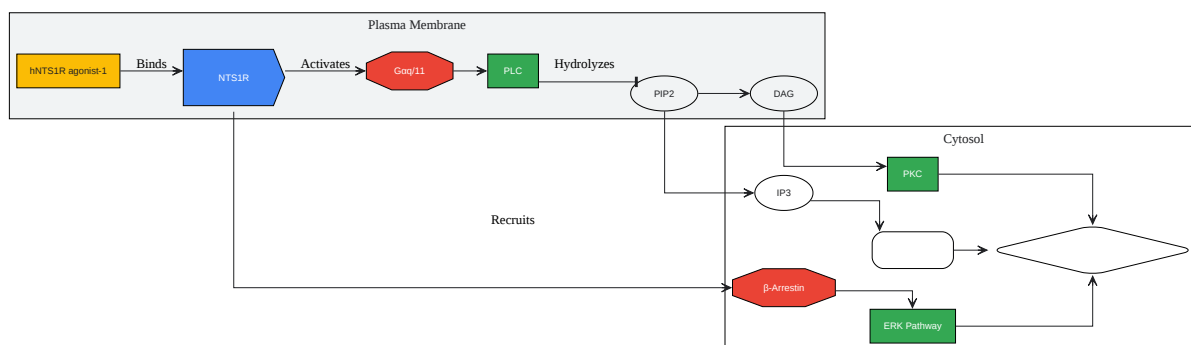 Plasma Membrane
hNTS1R agonist-1
Binds
NTS1R
Activates
Gαq/11
PLC
Hydrolyzes
PIP2
DAG
Cytosol
PKC
IP3
Recruits
β-Arrestin
ERK Pathway